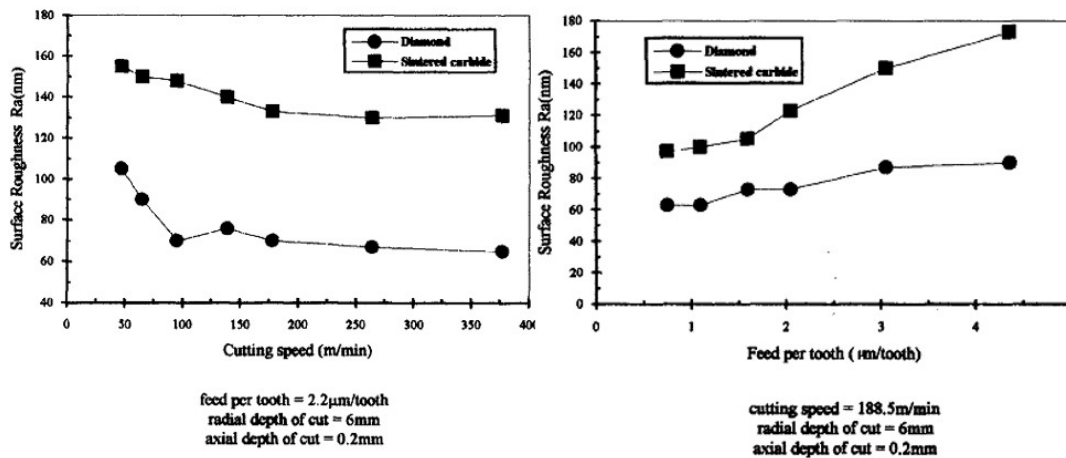 180
160
140
120
100
80
60
40
0
50
100
150
200
250
300
350
400
Surface Roughness Ra(nm)
Diamond
Sintered carbide
Cutting speed (m/min)
feed per tooth = 2.2μm/tooth
radial depth of cut = 6mm
axial depth of cut = 0.2mm
180
160
140
120
100
80
60
40
20
0
0
1
2
3
4
Surface Roughness Ra(nm)
Diamond
Sintered carbide
Feed per tooth ( μm/tooth)
cutting speed = 188.5m/min
radial depth of cut = 6mm
axial depth of cut = 0.2mm